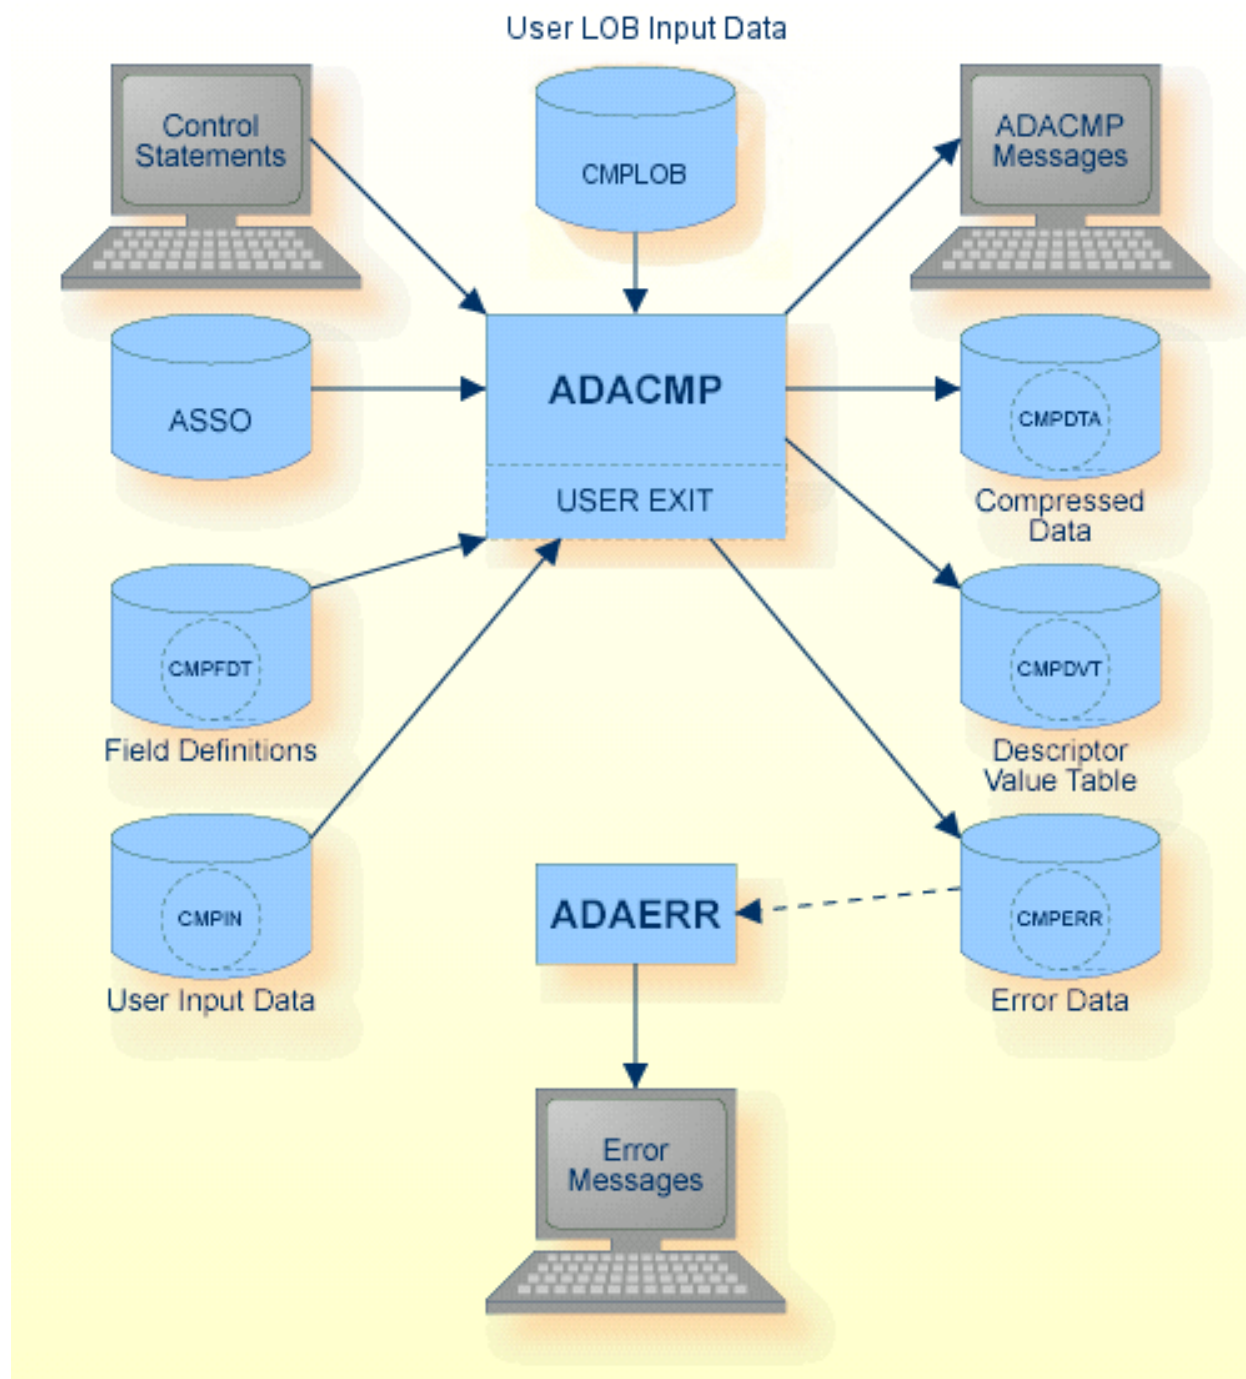 User LOB Input Data
Control
Statements
CMPLOB
ADACMP
Messages
ASSO
ADACMP
USER EXIT
CMPDTA
Compressed
Data
CMPFDT
Field Definitions
CMPDVT
Descriptor
Value Table
CMPIN
User Input Data
ADAERR
CMPERR
Error Data
Error
Messages